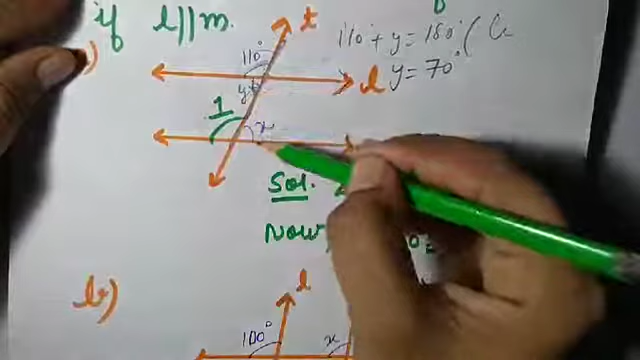 if l||m.
t
110°
110° + y = 180° (
l
y = 70°
y
1
x
Sol.
Now,
b)
l
100°
x